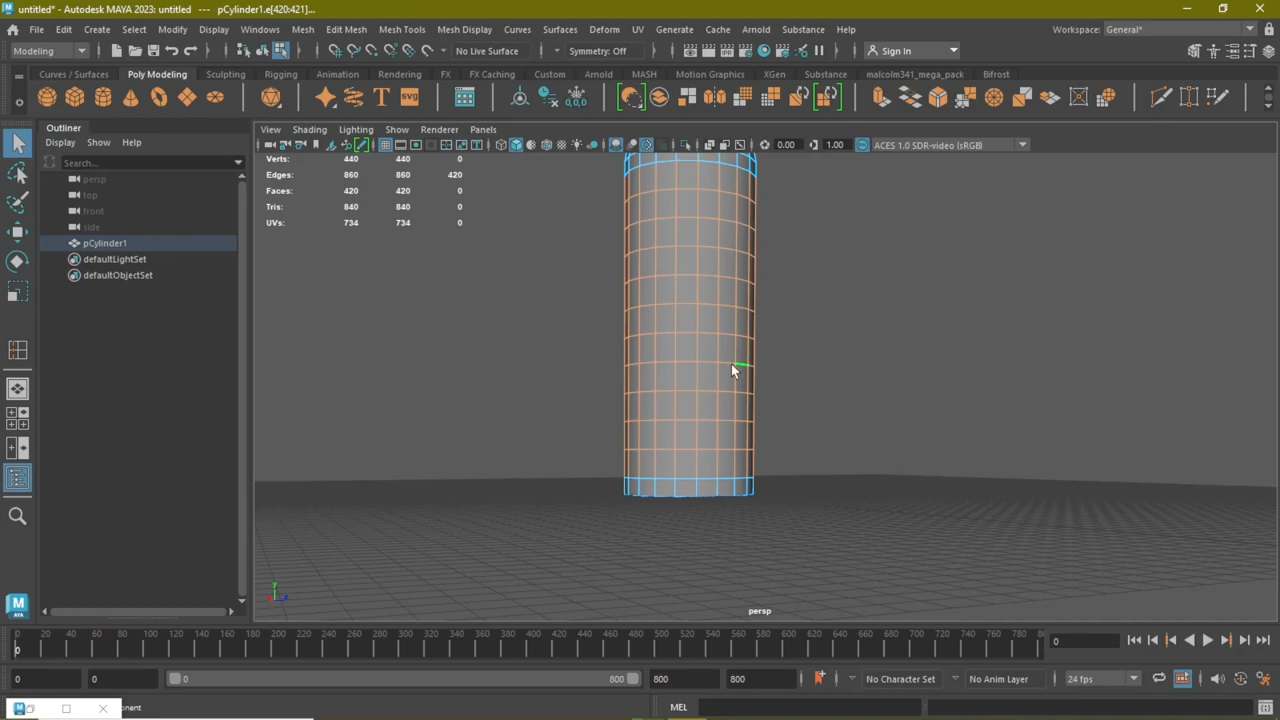 untitled* - Autodesk MAYA 2023: untitled --- pCylinder1.e[420:421]...
File Edit Create Select Modify Display Windows Mesh Edit Mesh Mesh Tools Mesh Display Curves Surfaces Deform UV Generate Cache Arnold Substance Help Workspace: General*
Modeling No Live Surface Symmetry: Off Sign In
Curves / Surfaces Poly Modeling Sculpting Rigging Animation Rendering FX FX Caching Custom Arnold MASH Motion Graphics XGen Substance malcolm341_mega_pack Bifrost
SVG 0,0,0
Outliner
View Shading Lighting Show Renderer Panels
Display Show Help
0.00 1.00 ACES 1.0 SDR-video (sRGB)
Search...
Verts: 440 440 0
Edges: 860 860 420
Faces: 420 420 0
Tris: 840 840 0
UVs: 734 734 0
persp
top
front
side
pCylinder1
defaultLightSet
defaultObjectSet
y
z
persp
M
AYA
0 20 40 60 80 100 120 140 160 180 200 220 240 260 280 300 320 340 360 380 400 420 440 460 480 500 520 540 560 580 600 620 640 660 680 700 720 740 760 780 80
0
0
0 0 0 800 800 800 No Character Set No Anim Layer 24 fps
onent MEL